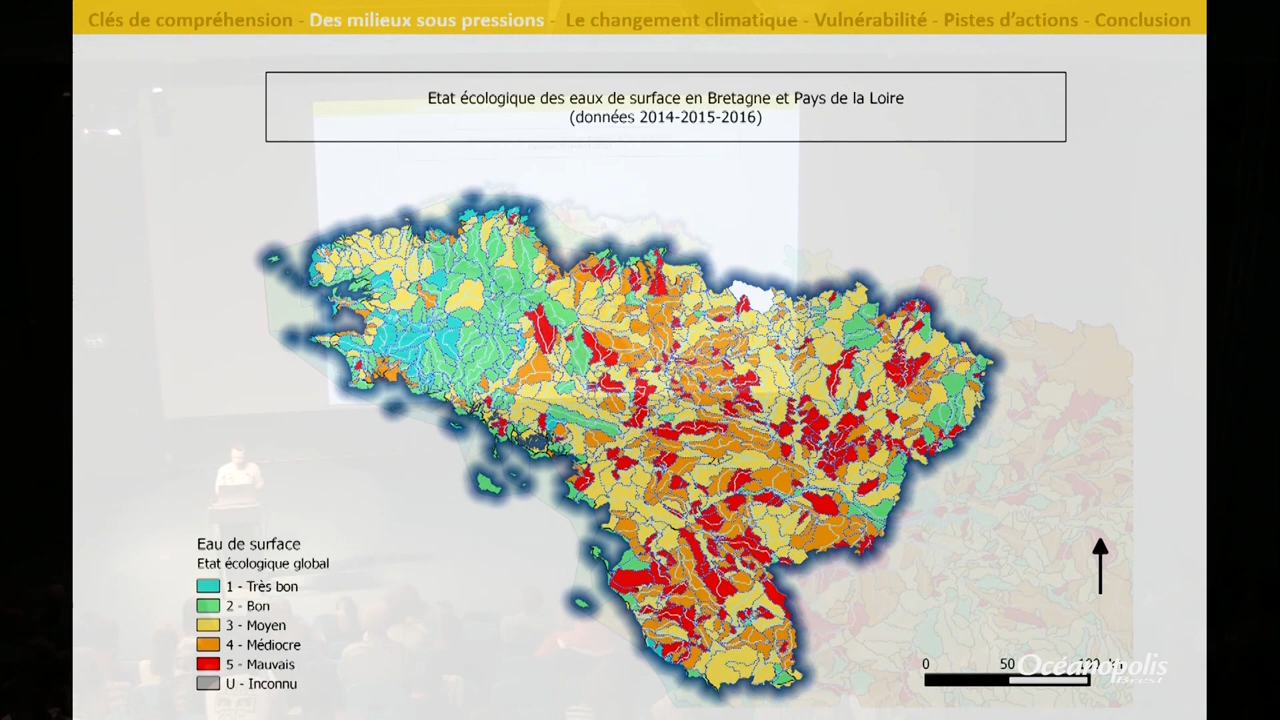 Clés de compréhension - Des milieux sous pressions - Le changement climatique - Vulnérabilité - Pistes d'actions - Conclusion
Etat écologique des eaux de surface en Bretagne et Pays de la Loire
(données 2014-2015-2016)
Eau de surface
Etat écologique global
1 - Très bon
2 - Bon
3 - Moyen
4 - Médiocre
5 - Mauvais
U - Inconnu
0 50
Océanopolis
Brest